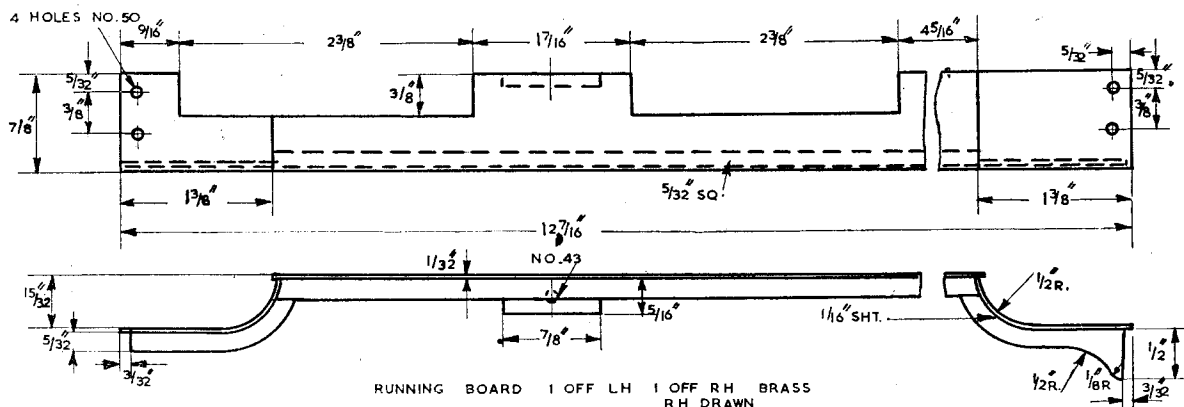 4 HOLES NO.50
9/16"
2 3/8"
1 7/16"
2 3/8"
4 5/16"
5/32"
5/32"
3/8"
7/8"
3/8"
5/32"
3/8"
5/32" SQ.
1 3/8"
1 3/8"
12 7/16"
1/32"
NO.43
15/32"
5/32"
3/32"
7/8"
5/16"
1/16" SHT.
1/2R.
1/2R.
1/8R
1/2"
3/32"
RUNNING BOARD 1 OFF LH 1 OFF RH BRASS
RH DRAWN